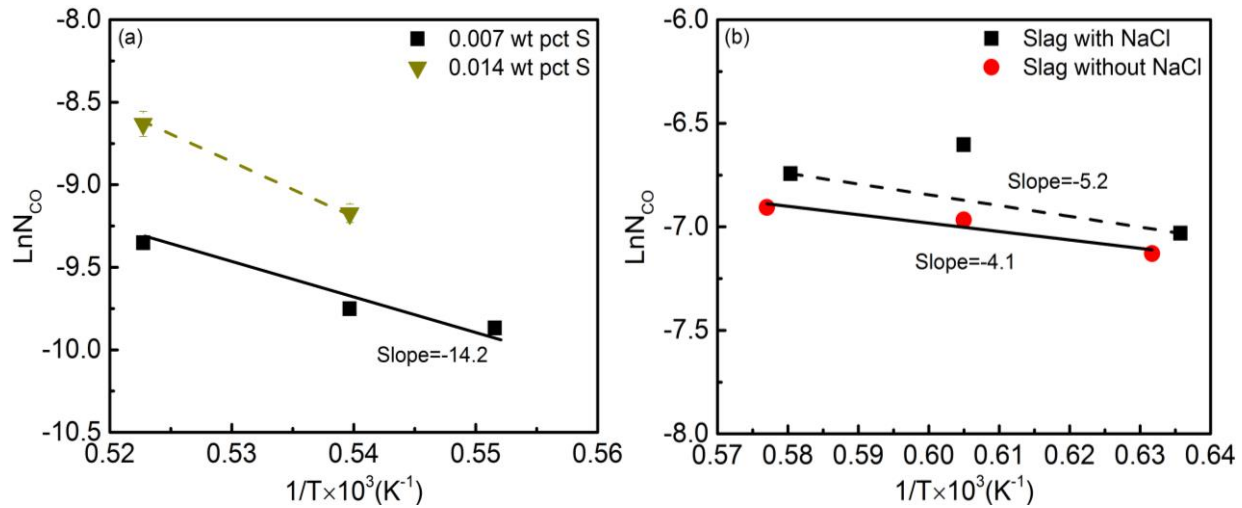 (a)
0.007 wt pct S
0.014 wt pct S
-8.0
-8.5
-9.0
-9.5
-10.0
-10.5
LnN_CO
Slope=-14.2
0.52
0.53
0.54
0.55
0.56
1/T×10³(K⁻¹)
(b)
Slag with NaCl
Slag without NaCl
-6.0
-6.5
-7.0
-7.5
-8.0
LnN_CO
Slope=-5.2
Slope=-4.1
0.57
0.58
0.59
0.60
0.61
0.62
0.63
0.64
1/T×10³(K⁻¹)